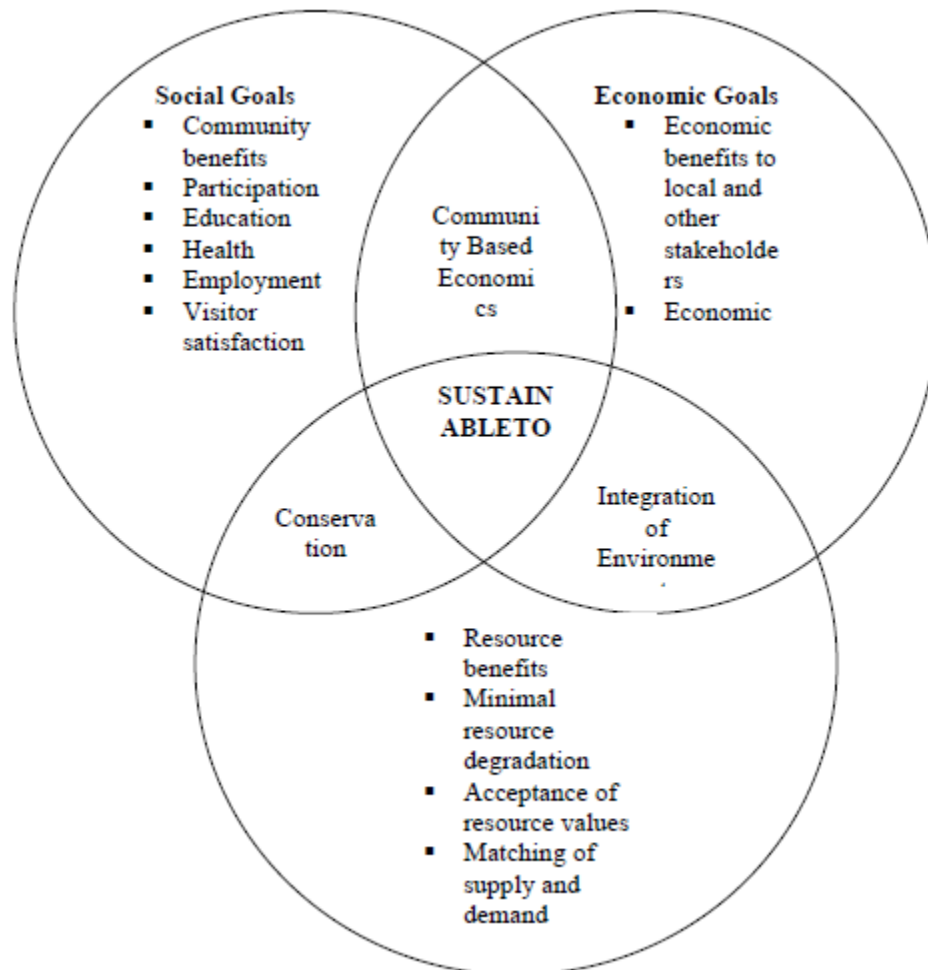 Social Goals
▪ Community
benefits
▪ Participation
▪ Education
▪ Health
▪ Employment
▪ Visitor
satisfaction
Economic Goals
▪ Economic
benefits to
local and
other
stakeholde
rs
▪ Economic
Communi
ty Based
Economi
cs
SUSTAIN
ABLETO
Conserva
tion
Integration
of
Environme
▪ Resource
benefits
▪ Minimal
resource
degradation
▪ Acceptance of
resource values
▪ Matching of
supply and
demand